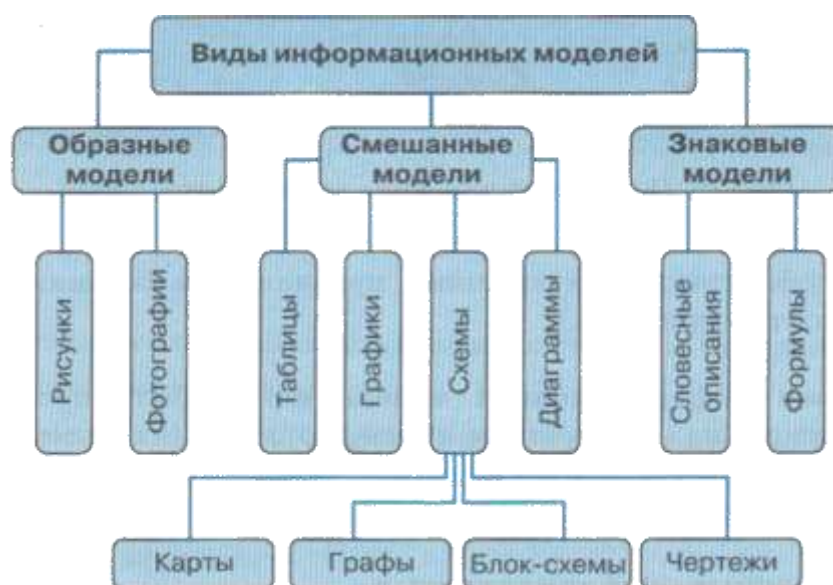 Виды информационных моделей
Образные
модели
Смешанные
модели
Знаковые
модели
Рисунки
Фотографии
Таблицы
Графики
Схемы
Диаграммы
Словесные
описания
Формулы
Карты
Графы
Блок-схемы
Чертежи